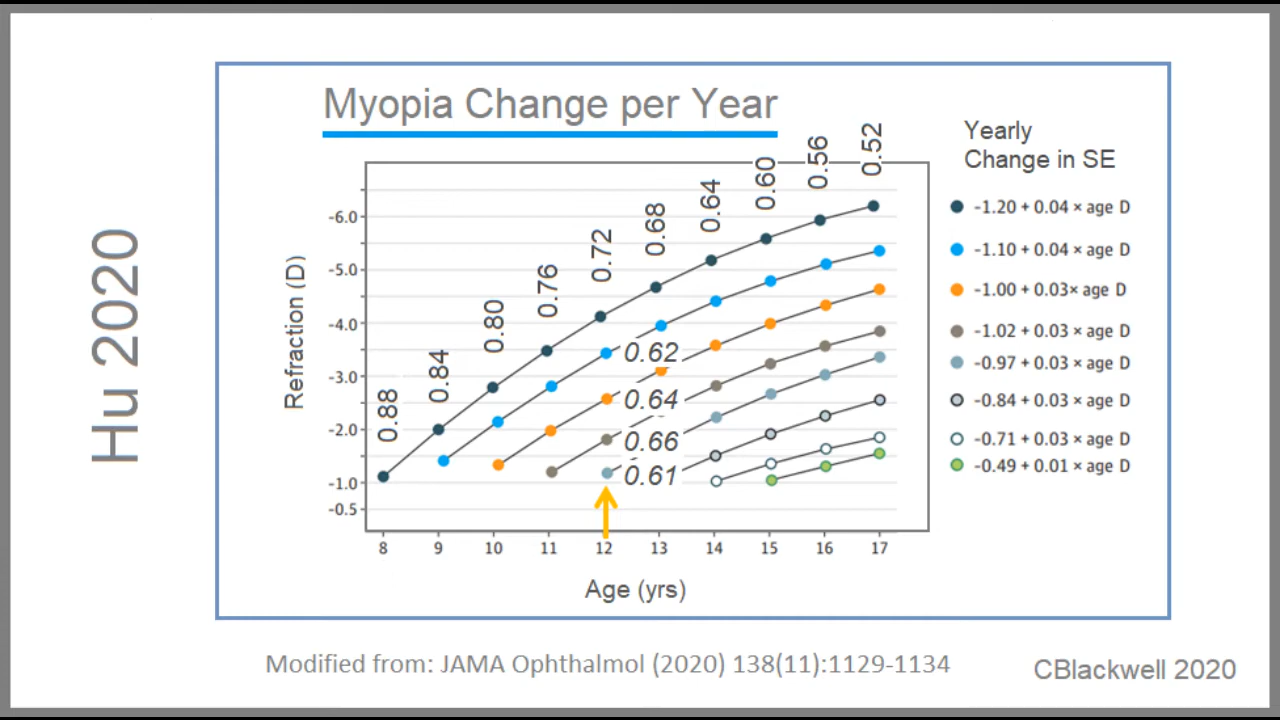 Hu 2020
Myopia Change per Year
Yearly
Change in SE
-1.20 + 0.04 × age D
-1.10 + 0.04 × age D
-1.00 + 0.03× age D
-1.02 + 0.03 × age D
-0.97 + 0.03 × age D
-0.84 + 0.03 × age D
-0.71 + 0.03 × age D
-0.49 + 0.01 × age D
Refraction (D)
-6.0
-5.0
-4.0
-3.0
-2.0
-1.0
-0.5
0.88
0.84
0.80
0.76
0.72
0.68
0.64
0.60
0.56
0.52
0.62
0.64
0.66
0.61
8 9 10 11 12 13 14 15 16 17
Age (yrs)
Modified from: JAMA Ophthalmol (2020) 138(11):1129-1134
CBlackwell 2020